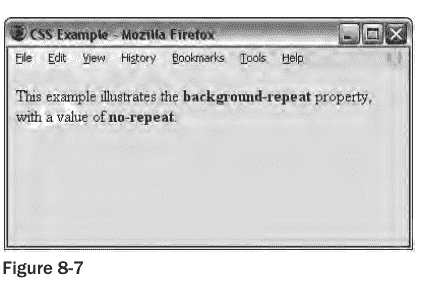 CSS Example - Mozilla Firefox
File Edit View History Bookmarks Tools Help
This example illustrates the background-repeat property,
with a value of no-repeat.
Figure 8-7